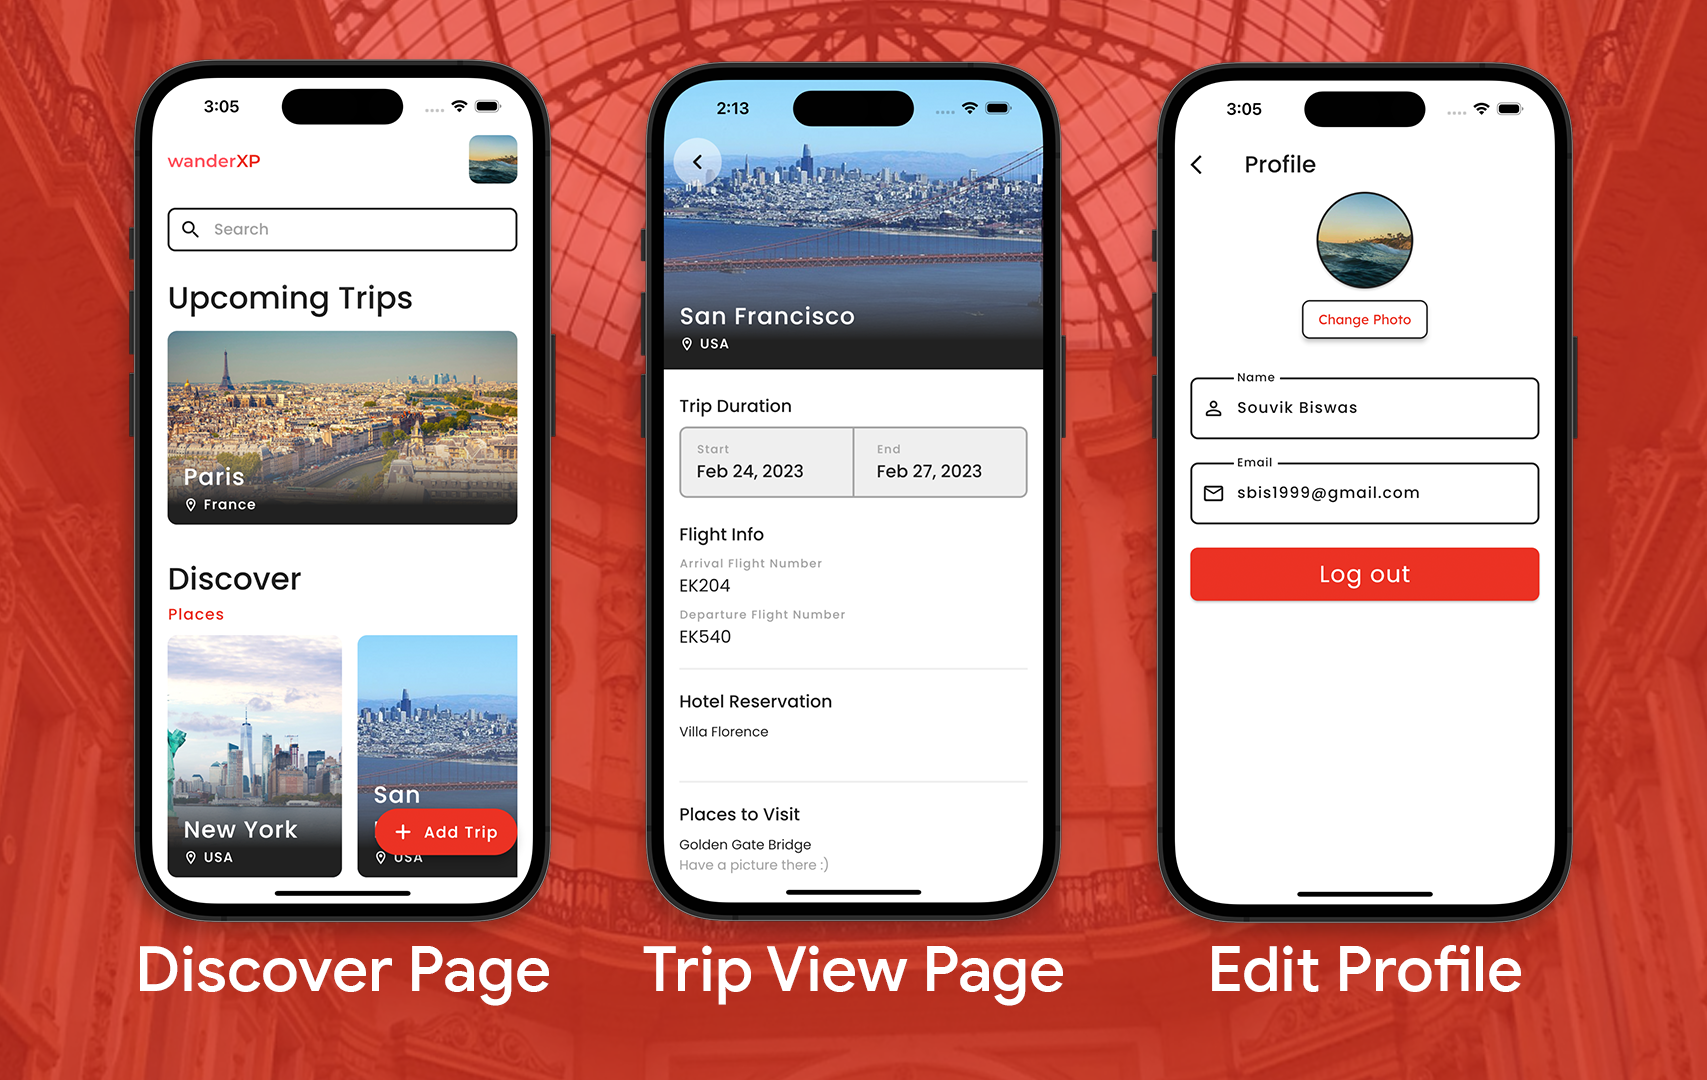 3:05
wanderXP
Search
Upcoming Trips
Paris
France
Discover
Places
New York
USA
San
USA
Add Trip
Discover Page
2:13
San Francisco
USA
Trip Duration
Start
Feb 24, 2023
End
Feb 27, 2023
Flight Info
Arrival Flight Number
EK204
Departure Flight Number
EK540
Hotel Reservation
Villa Florence
Places to Visit
Golden Gate Bridge
Have a picture there :)
Trip View Page
3:05
Profile
Change Photo
Name
Souvik Biswas
Email
sbis1999@gmail.com
Log out
Edit Profile